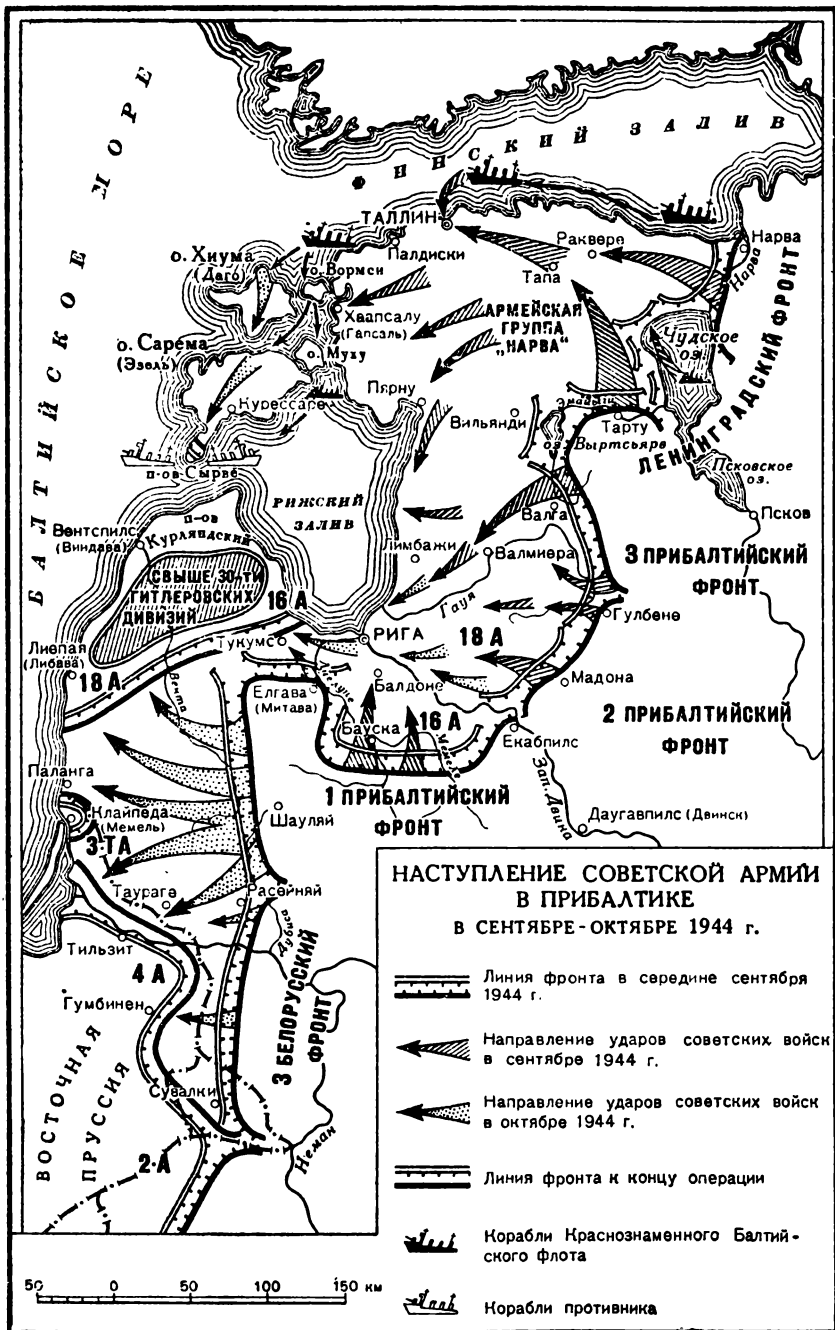 БАЛТИЙСКОЕ МОРЕ
ФИНСКИЙ ЗАЛИВ
ТАЛЛИН
Палдиски
Раквере
Тапа
Нарва
Нарва
о. Хиума
(Даго)
о. Вормси
Хаапсалу
(Гапсаль)
АРМЕЙСКАЯ
ГРУППА
„НАРВА"
Чудское
оз.
ЛЕНИНГРАДСКИЙ ФРОНТ
о. Сарема
(Эзель)
о. Муху
Курессаре
Пярну
Вильянди
Эмайыги
Тарту
оз. Выртсьярв
Псковское
оз.
Псков
п-ов Сырве
РИЖСКИЙ
ЗАЛИВ
Валга
п-ов
Курляндский
Вентспилс
(Виндава)
Лимбажи
Валмиера
3 ПРИБАЛТИЙСКИЙ
ФРОНТ
СВЫШЕ 30-ТИ
ГИТЛЕРОВСКИХ
ДИВИЗИЙ
16 А
Гауя
Гулбене
Лиепая
(Либава)
Тукумс
РИГА
18 А
18 А
Вента
Лиелупе
Балдоне
Мадона
Елгава
(Митава)
Бауска
16 А
Мемеле
2 ПРИБАЛТИЙСКИЙ
ФРОНТ
Екабпилс
Паланга
1 ПРИБАЛТИЙСКИЙ
ФРОНТ
Зап. Двина
Клайпеда
(Мемель)
3-ТА
Шауляй
Даугавпилс (Двинск)
Таураге
Расейняй
Дубиса
Тильзит
4 А
Гумбинен
3 БЕЛОРУССКИЙ
ФРОНТ
Сувалки
ВОСТОЧНАЯ
ПРУССИЯ
2-А
Неман
НАСТУПЛЕНИЕ СОВЕТСКОЙ АРМИИ
В ПРИБАЛТИКЕ
В СЕНТЯБРЕ-ОКТЯБРЕ 1944 г.
Линия фронта в середине сентября
1944 г.
Направление ударов советских войск
в сентябре 1944 г.
Направление ударов советских войск
в октябре 1944 г.
Линия фронта к концу операции
Корабли Краснознаменного Балтий-
ского флота
Корабли противника
50 0 50 100 150 км